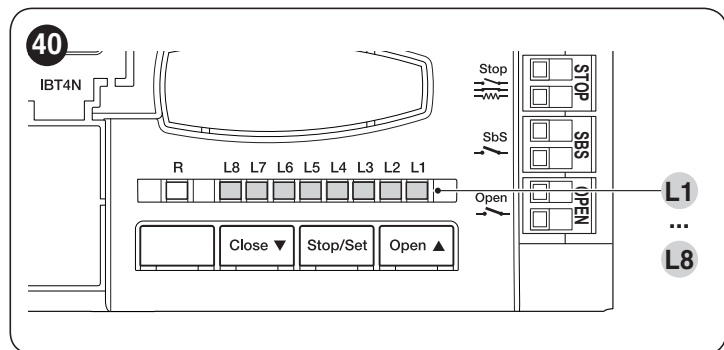 40
IBT4N
Stop
STOP
SbS
SBS
R L8 L7 L6 L5 L4 L3 L2 L1
Open
OPEN
L1
...
L8
Close ▼ Stop/Set Open ▲